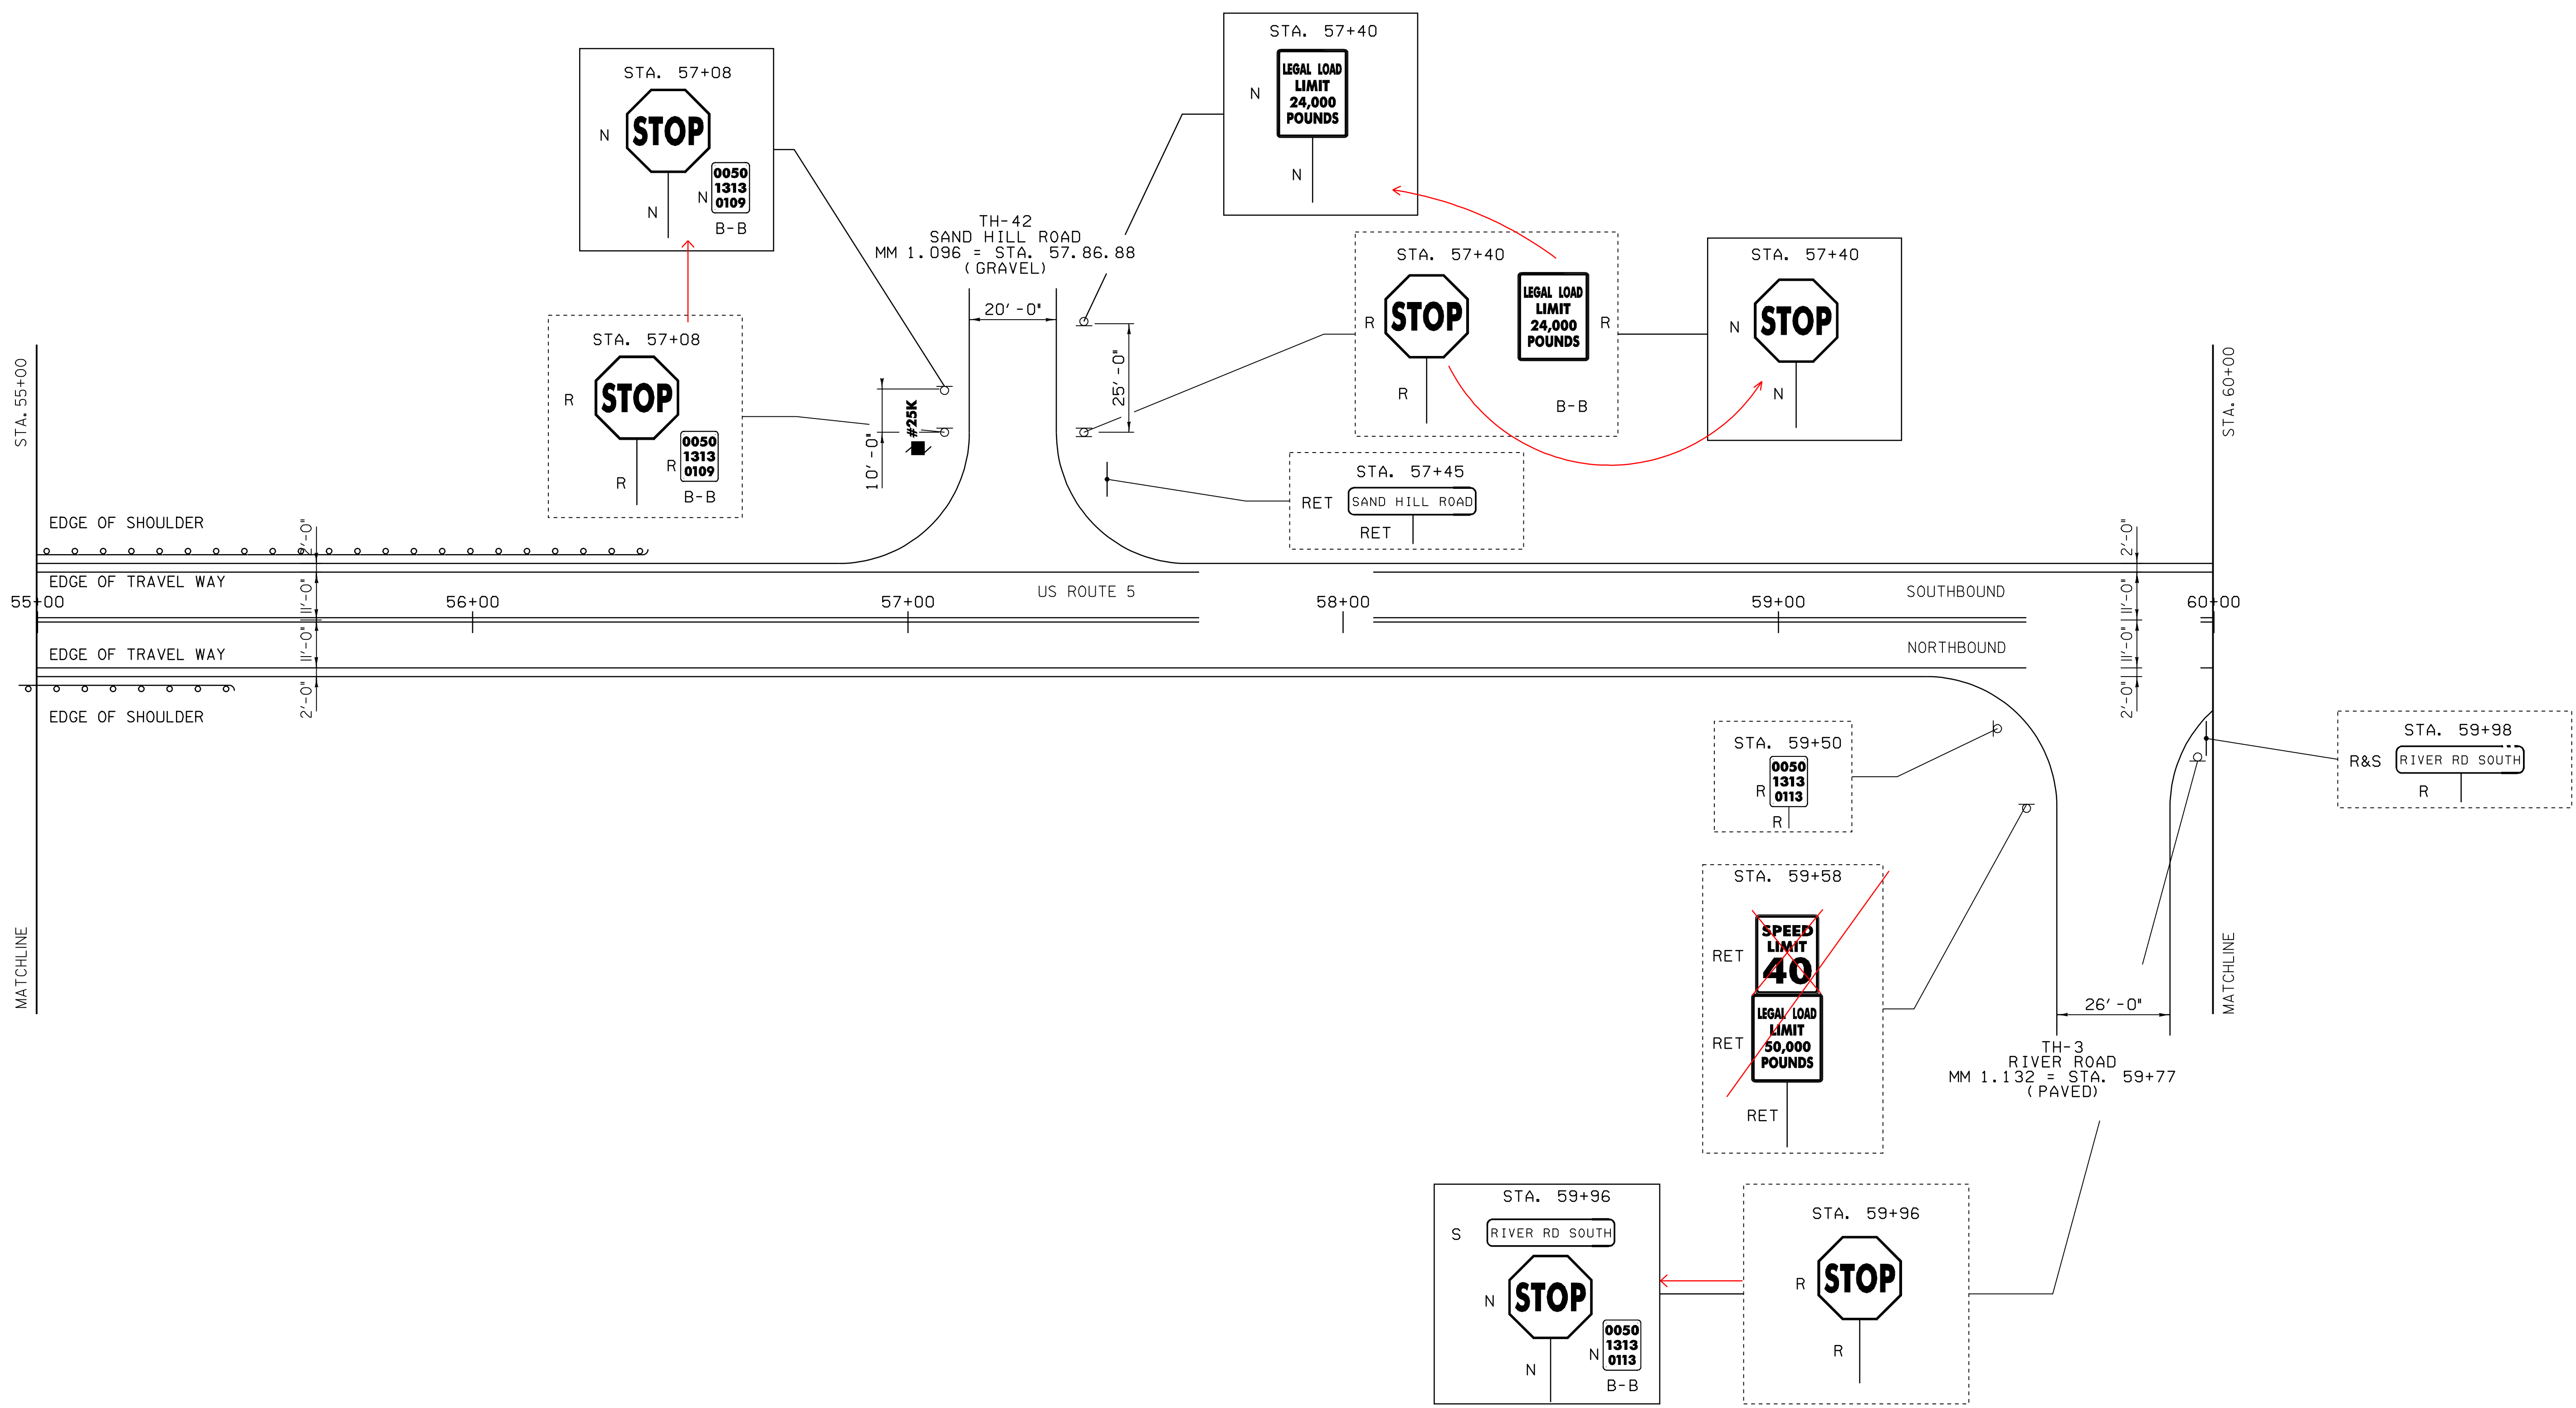 STA. 57+40
N
LEGAL LOAD
LIMIT
24,000
POUNDS
N
STA. 57+08
N
STOP
N
0050
1313
0109
N
B-B
TH-42
SAND HILL ROAD
MM 1.096 = STA. 57.86.88
(GRAVEL)
20'-0"
STA. 57+40
R
STOP
R
LEGAL LOAD
LIMIT
24,000
POUNDS
R
B-B
STA. 57+40
N
STOP
N
STA. 57+08
R
STOP
R
0050
1313
0109
R
B-B
10'-0"
#25K
25'-0"
STA. 57+45
RET
SAND HILL ROAD
RET
STA. 55+00
STA. 60+00
EDGE OF SHOULDER
EDGE OF TRAVEL WAY
2'-0"
11'-0"
11'-0"
2'-0"
US ROUTE 5
SOUTHBOUND
2'-0"
11'-0"
11'-0"
2'-0"
55+00
56+00
57+00
58+00
59+00
60+00
NORTHBOUND
EDGE OF TRAVEL WAY
EDGE OF SHOULDER
STA. 59+50
R
0050
1313
0113
R
STA. 59+98
R&S
RIVER RD SOUTH
R
STA. 59+58
RET
SPEED
LIMIT
40
RET
LEGAL LOAD
LIMIT
50,000
POUNDS
RET
MATCHLINE
MATCHLINE
26'-0"
TH-3
RIVER ROAD
MM 1.132 = STA. 59+77
(PAVED)
STA. 59+96
S
RIVER RD SOUTH
N
STOP
N
0050
1313
0113
N
B-B
STA. 59+96
R
STOP
R